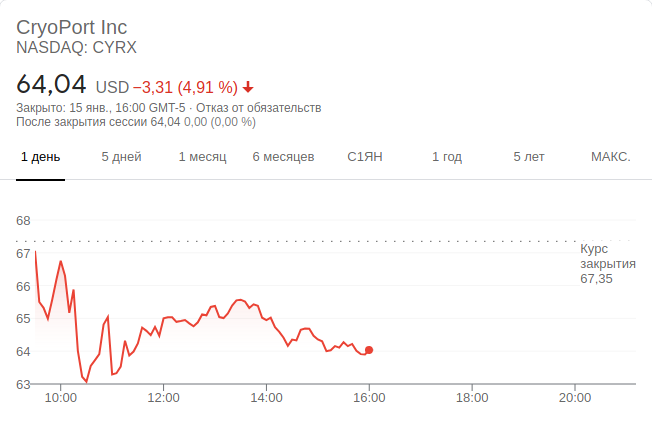 CryoPort Inc
NASDAQ: CYRX
64,04 USD −3,31 (4,91 %)
Закрыто: 15 янв., 16:00 GMT-5 · Отказ от обязательств
После закрытия сессии 64,04 0,00 (0,00 %)
1 день 5 дней 1 месяц 6 месяцев С1ЯН 1 год 5 лет МАКС.
68
67
66
65
64
63
Курс
закрытия
67,35
10:00 12:00 14:00 16:00 18:00 20:00